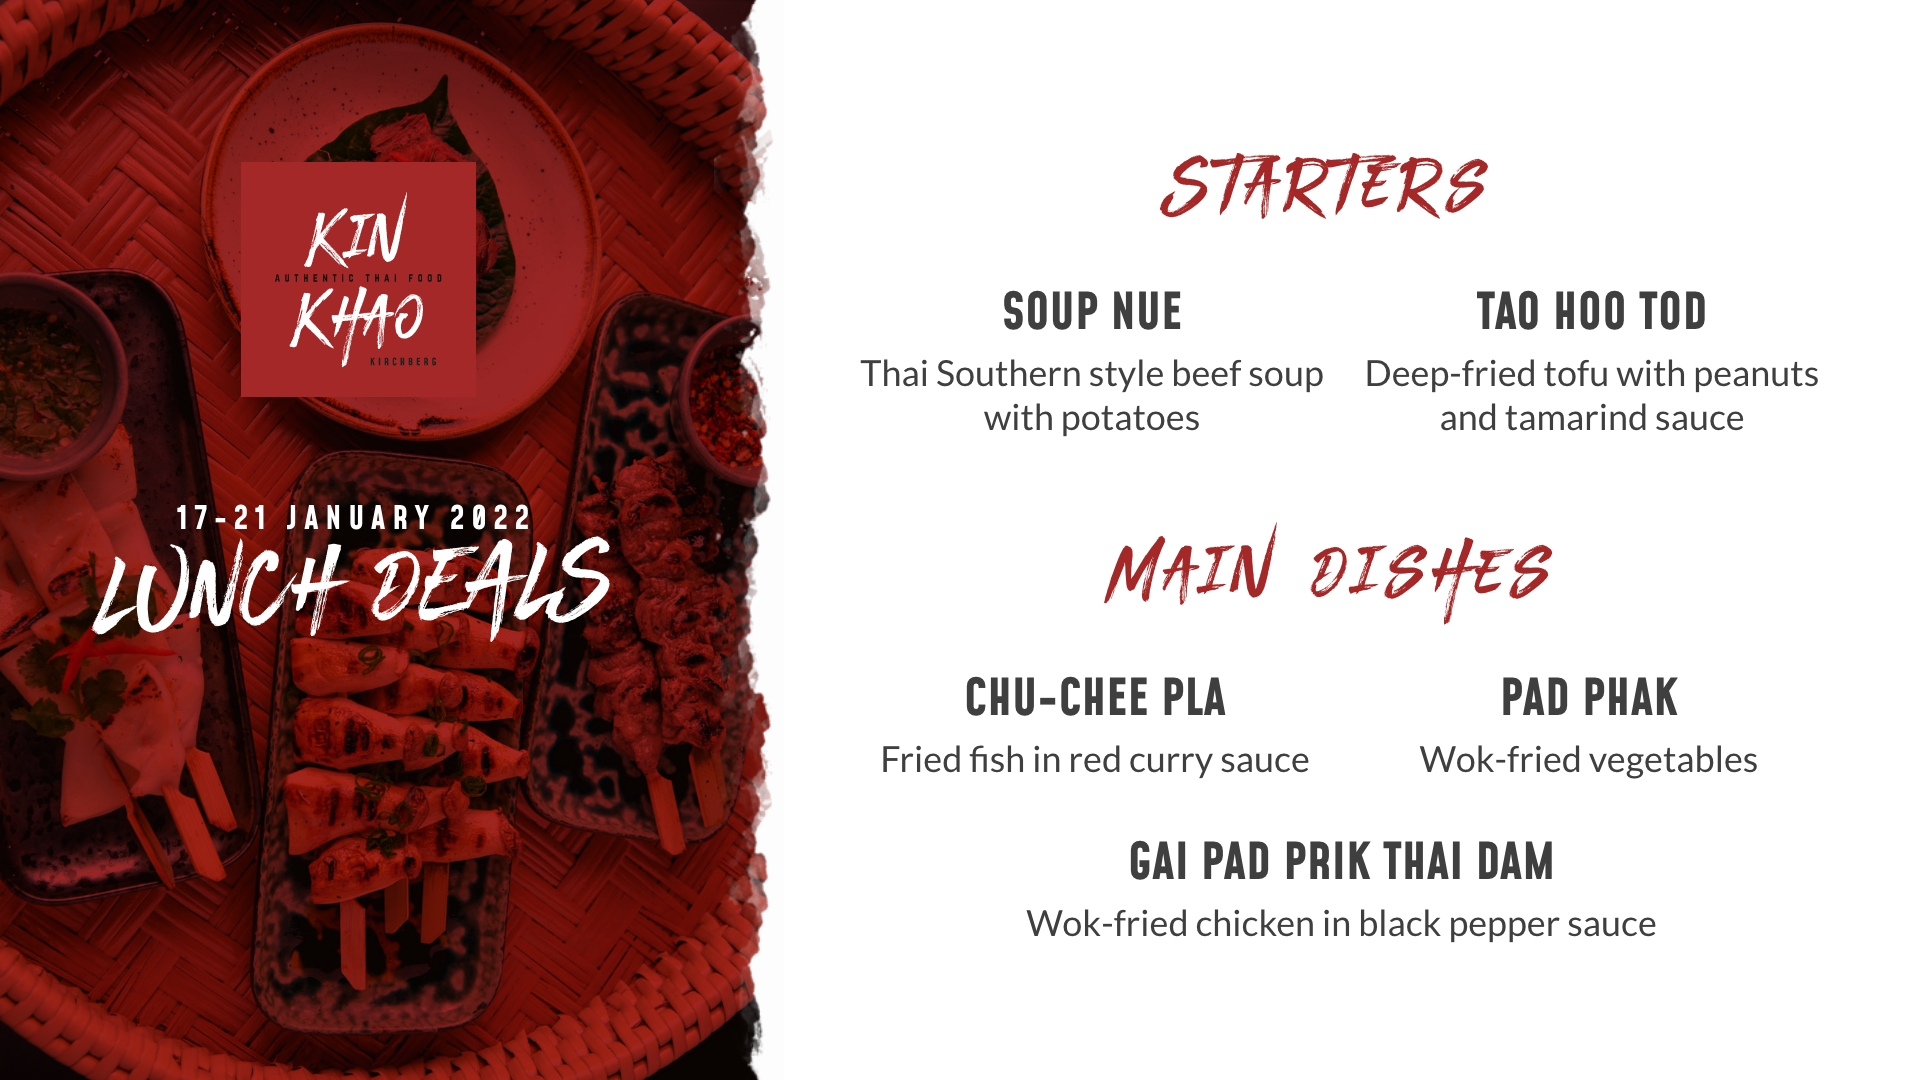 KIN
AUTHENTIC THAI FOOD
KHAO
KIRCHBERG
17-21 JANUARY 2022
LUNCH DEALS
STARTERS
SOUP NUE
Thai Southern style beef soup
with potatoes
TAO HOO TOD
Deep-fried tofu with peanuts
and tamarind sauce
MAIN DISHES
CHU-CHEE PLA
Fried fish in red curry sauce
PAD PHAK
Wok-fried vegetables
GAI PAD PRIK THAI DAM
Wok-fried chicken in black pepper sauce